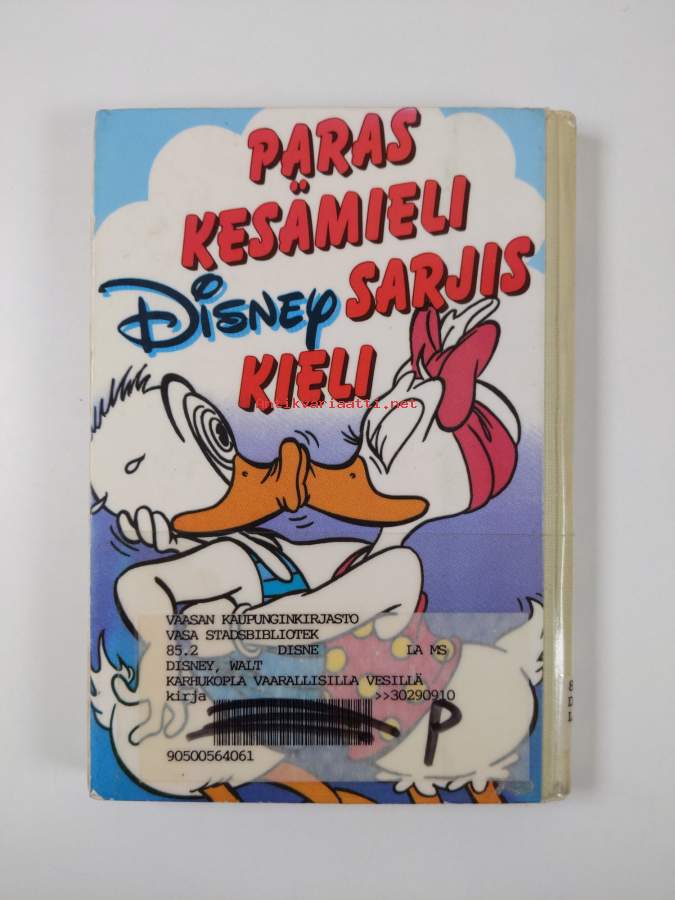 PARAS
KESÄMIELI
DISNEY SARJIS
KIELI
Antikvariaatti.net
VAASAN KAUPUNGINKIRJASTO
VASA STADSBIBLIOTEK
85.2 DISNE LA MS
DISNEY, WALT
KARHUKOPLA VAARALLISILLA VESILLÄ
kirja >>30290910
P
90500564061